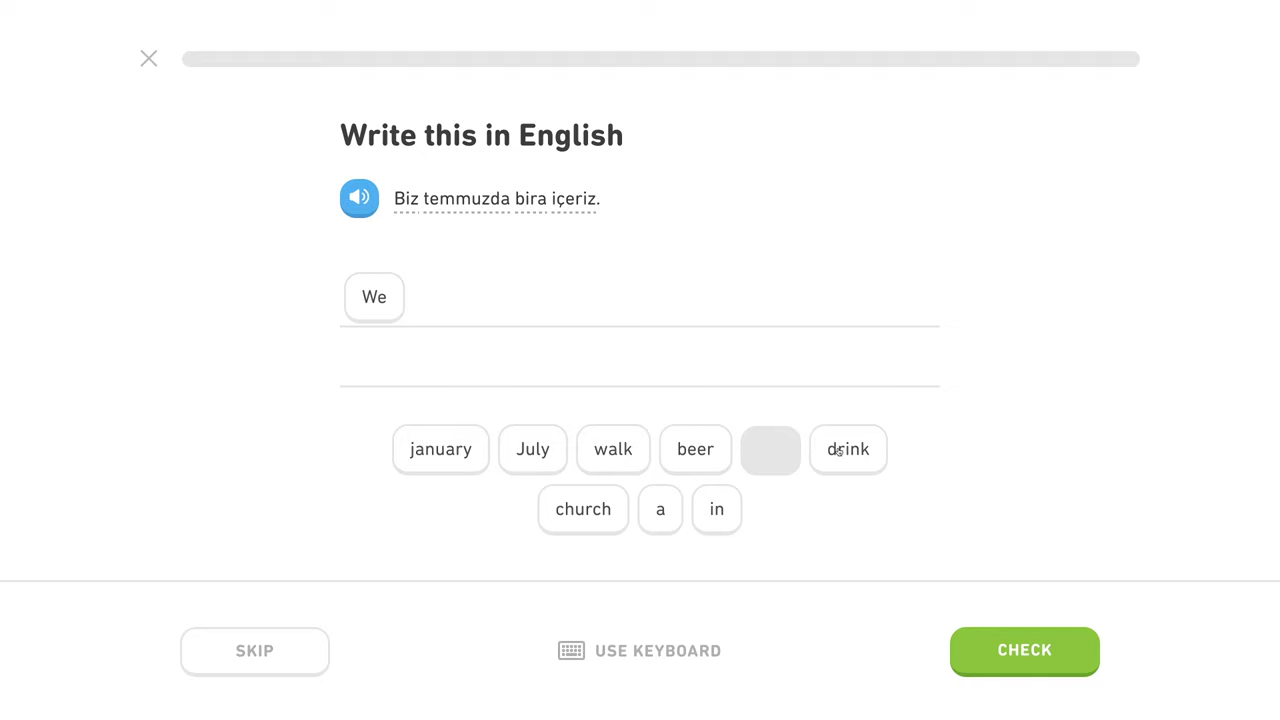 Write this in English
Biz temmuzda bira içeriz.
We
january July walk beer drink
church a in
SKIP USE KEYBOARD CHECK